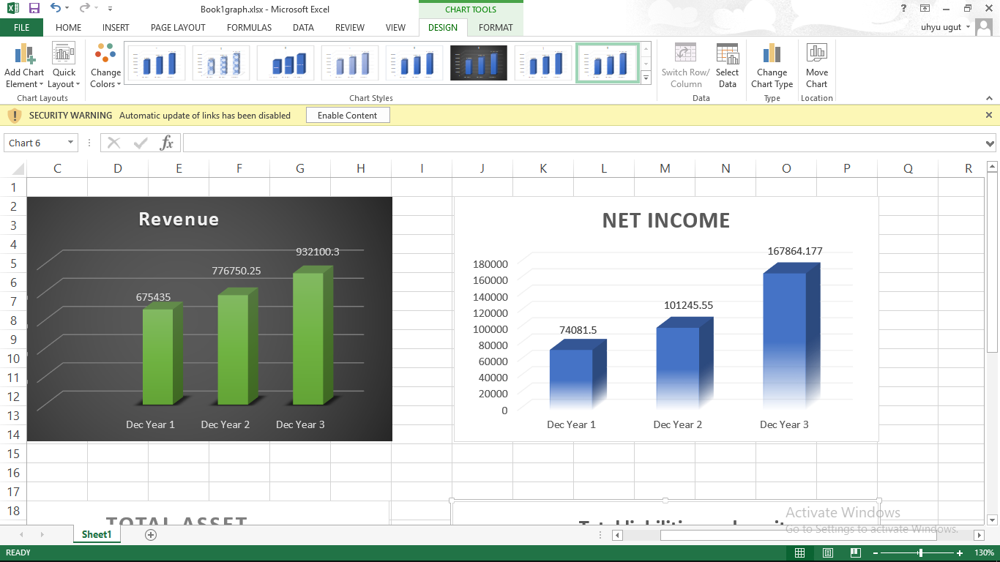 Book1graph.xlsx - Microsoft Excel
CHART TOOLS
FILE HOME INSERT PAGE LAYOUT FORMULAS DATA REVIEW VIEW DESIGN FORMAT
uhyu ugut
Add Chart Element
Quick Layout
Change Colors
Switch Row/ Column
Select Data
Change Chart Type
Move Chart
Chart Layouts
Chart Styles
Data
Type
Location
SECURITY WARNING Automatic update of links has been disabled Enable Content
Chart 6
fx
C D E F G H I J K L M N O P Q R
1
2
3
4
5
6
7
8
9
10
11
12
13
14
15
16
17
18
Revenue
932100.3
776750.25
675435
Dec Year 1 Dec Year 2 Dec Year 3
NET INCOME
180000
160000
140000
120000
100000
80000
60000
40000
20000
0
167864.177
101245.55
74081.5
Dec Year 1 Dec Year 2 Dec Year 3
TOTAL ASSET
Activate Windows
Go to Settings to activate Windows.
Sheet1
READY
130%